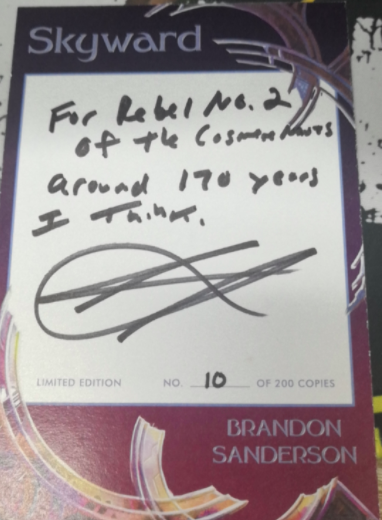 Skyward
For Rebel No. 2
of the Cosmernauts
around 170 years
I Think.
LIMITED EDITION NO. 10 OF 200 COPIES
BRANDON
SANDERSON